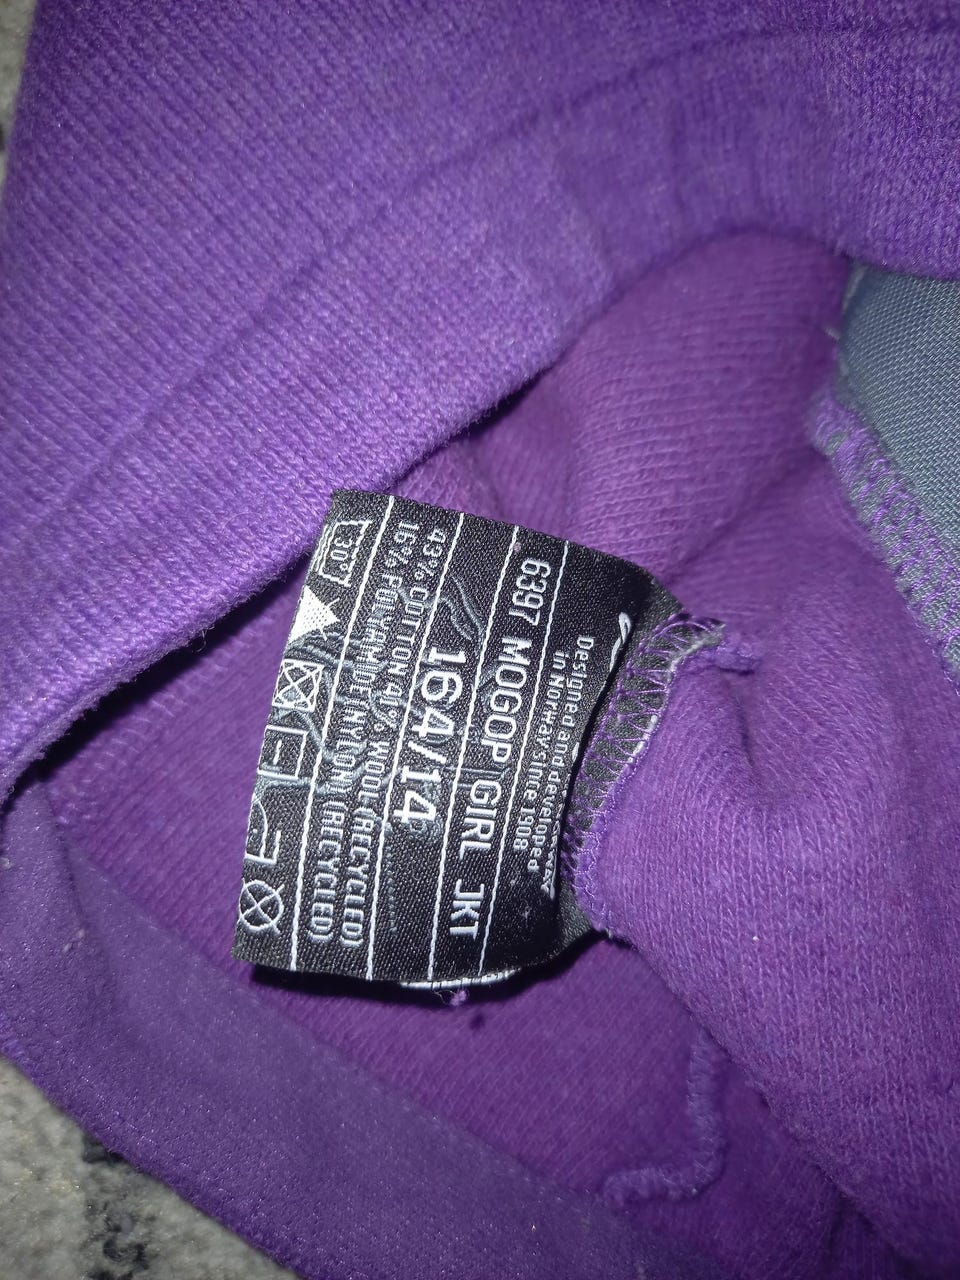 Designed and developed
in Norway since 1908
6397 MOGOP GIRL JKT
164/14
43% COTTON 41% WOOL (RECYCLED)
16% POLYAMIDE (NYLON) (RECYCLED)
30°